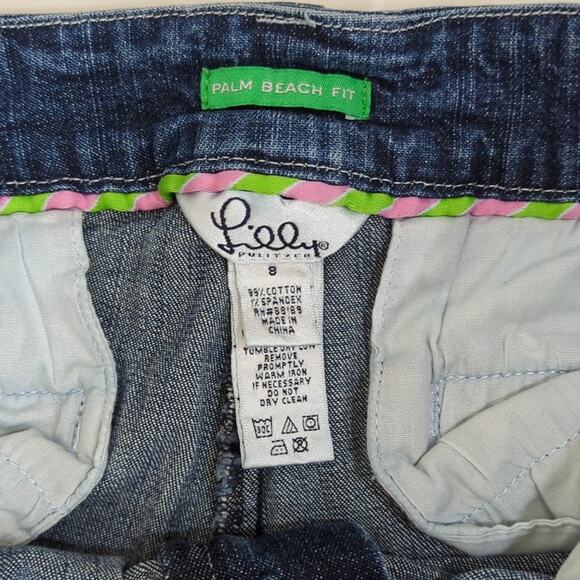 PALM BEACH FIT
Lilly®
PULITZER
8
99% COTTON
1% SPANDEX
RN#88189
MADE IN
CHINA
TUMBLE DRY LOW
REMOVE
PROMPTLY
WARM IRON
IF NECESSARY
DO NOT
DRY CLEAN
30C